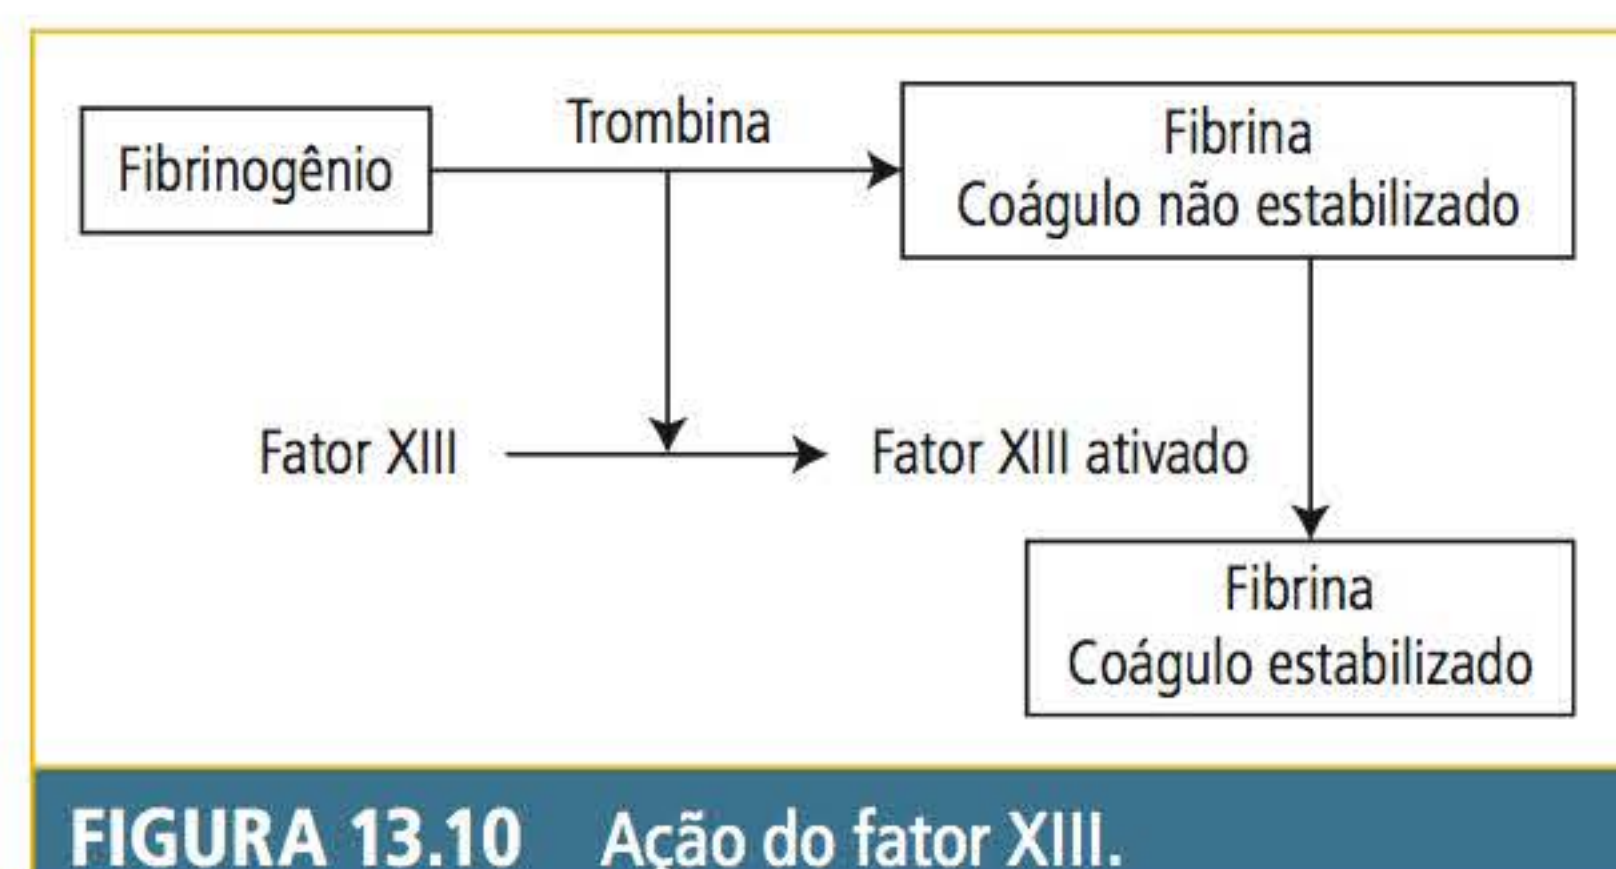 Fibrinogênio
Trombina
Fibrina
Coágulo não estabilizado
Fator XIII
Fator XIII ativado
Fibrina
Coágulo estabilizado
FIGURA 13.10 Ação do fator XIII.